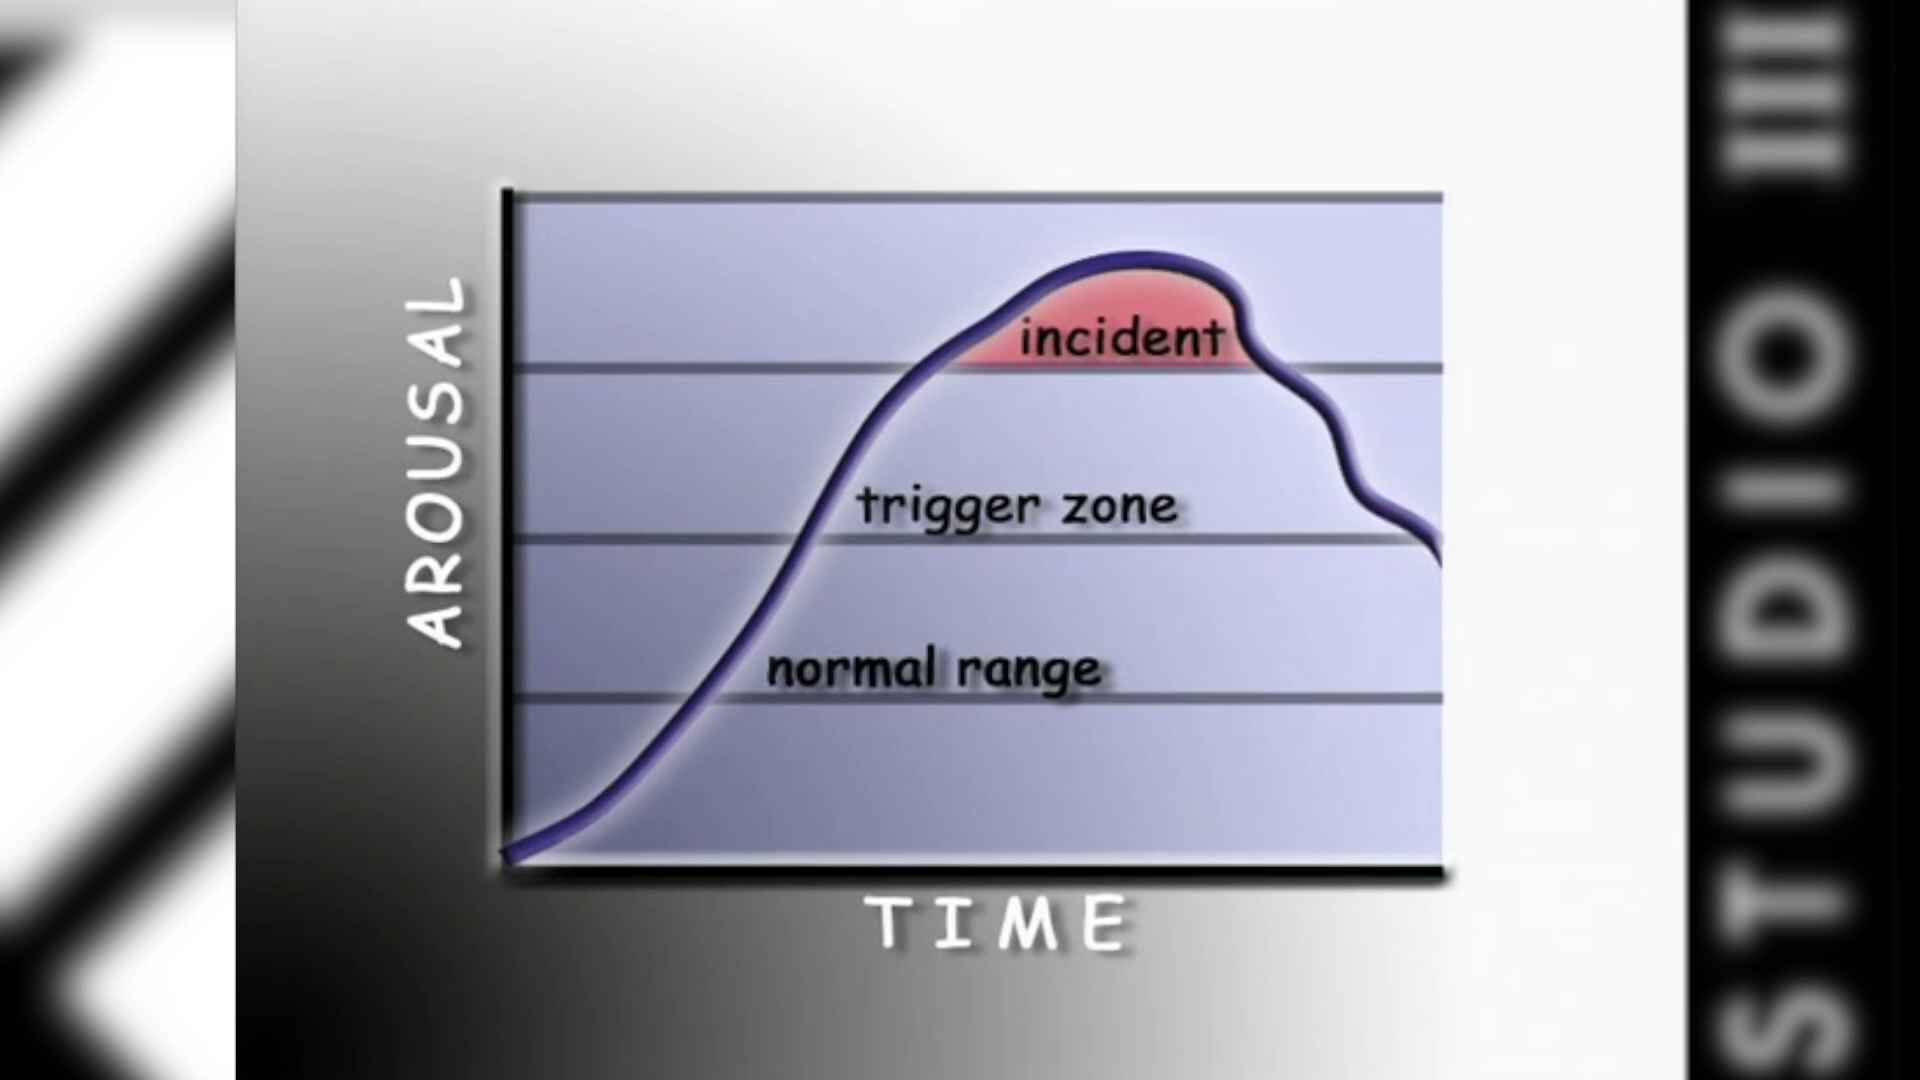 AROUSAL
incident
trigger zone
normal range
TIME
STUDIO III